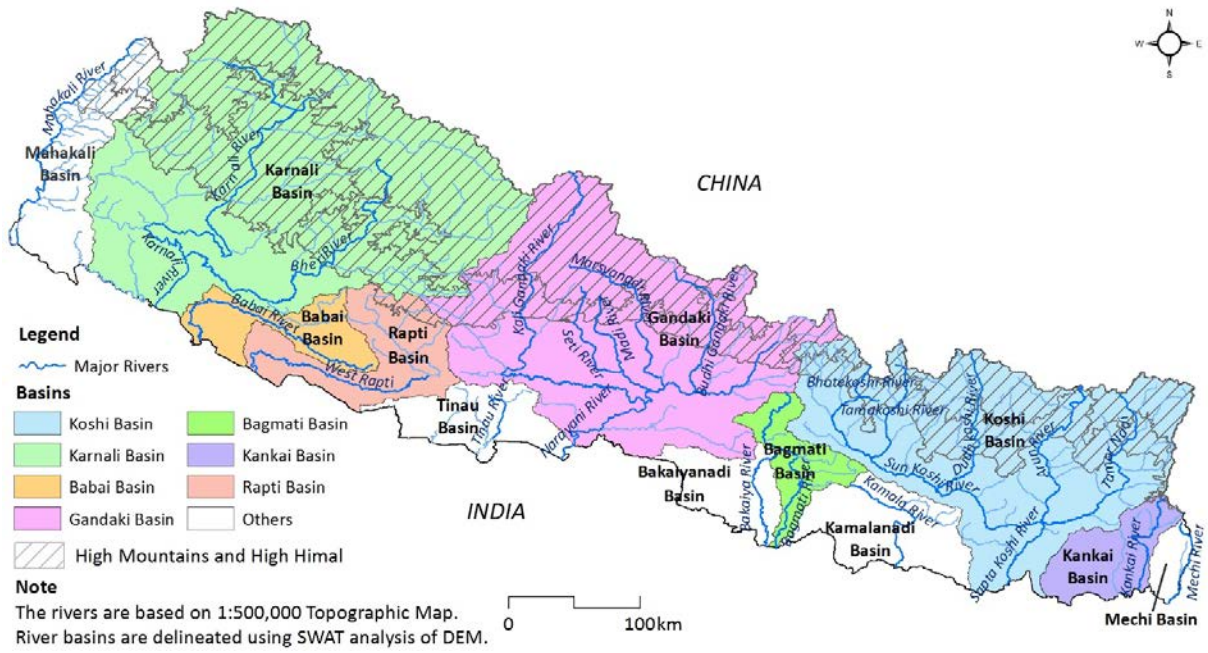 N
W E
S
Mahakali River
Mahakali
Basin
Karnali River
Karnali
Basin
CHINA
Karnali
River
Bheri River
Kali Gandaki River
Marsyangdi River
Madi River
Seti River
Gandaki
Basin
Budhi Gandaki River
Babai River
Babai
Basin
Rapti
Basin
West Rapti
Tinau
Basin
Tinau River
Narayani River
Bhotekoshi River
Tamakoshi River
Dudhkoshi River
Koshi
Basin
Arun River
Tamor Nadi
Sun Koshi River
Bagmati
Basin
Bakaiyanadi
Basin
Bakaiya River
Bagmati River
Kamala River
Kamalanadi
Basin
Sapta Koshi River
Kankai
Basin
Kankai River
Mechi River
Mechi Basin
INDIA
Legend
Major Rivers
Basins
Koshi Basin Bagmati Basin
Karnali Basin Kankai Basin
Babai Basin Rapti Basin
Gandaki Basin Others
High Mountains and High Himal
Note
The rivers are based on 1:500,000 Topographic Map.
River basins are delineated using SWAT analysis of DEM.
0 100km